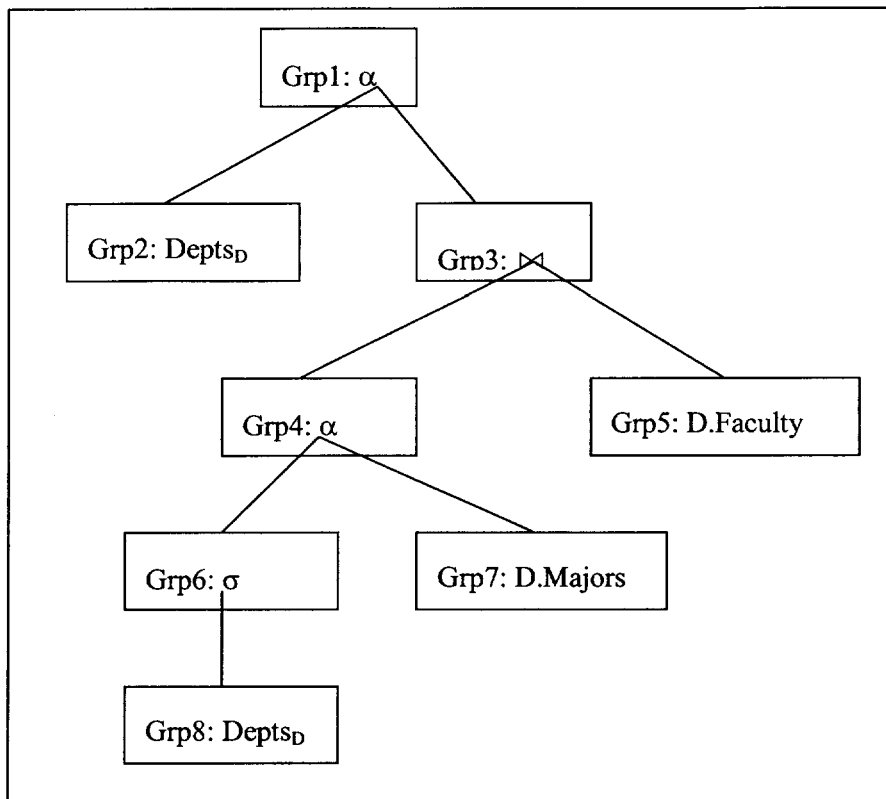 Grp1: α
Grp2: Depts_D
Grp3: ⋈
Grp4: α
Grp5: D.Faculty
Grp6: σ
Grp7: D.Majors
Grp8: Depts_D